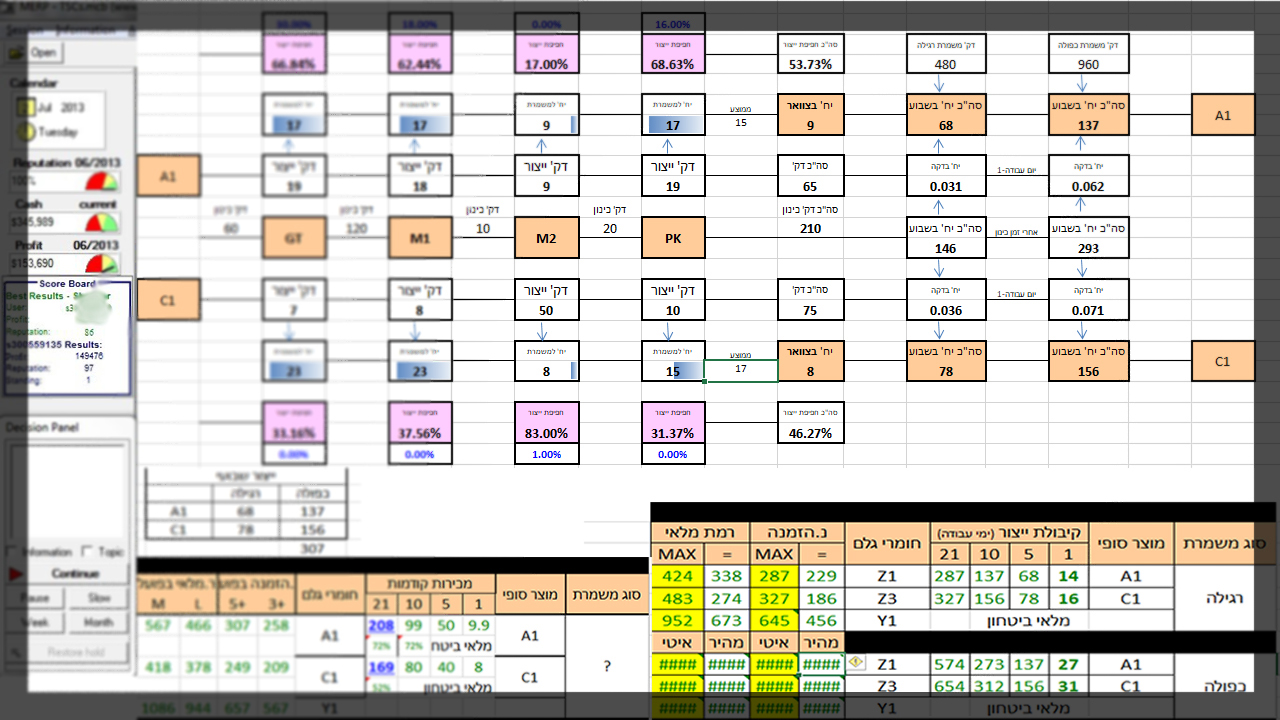 MERP - TSCs.mcb
Session Information
Open
Calendar
Jul 2013
Tuesday
Reputation 06/2013
100%
Cash current
$345,989
Profit 06/2013
$153,690
Score Board
Best Results -
User:
Profit:
Reputation: 86
s300559135 Results:
Profit: 149476
Reputation: 97
Standing: 1
Decision Panel
Information Topic
Continue
Pause Slow
Week Month
Restore hold
18.00% 0.00% 16.00%
חפיפת ייצור חפיפת ייצור חפיפת ייצור חפיפת ייצור סה"כ חפיפת ייצור דק' משמרת רגילה דק' משמרת כפולה
66.84% 62.44% 17.00% 68.63% 53.73% 480 960
יח' למשמרת יח' למשמרת יח' למשמרת יח' למשמרת ממוצע יח' בצוואר סה"כ יח' בשבוע סה"כ יח' בשבוע
17 17 9 17 15 9 68 137 A1
A1 דק' ייצור דק' ייצור דק' ייצור דק' ייצור סה"כ דק' יח' בדקה יום עבודה-1 יח' בדקה
19 18 9 19 65 0.031 0.062
דק' כינון דק' כינון דק' כינון דק' כינון סה"כ דק' כינון סה"כ יח' בשבוע אחרי זמן כינון סה"כ יח' בשבוע
60 GT 120 M1 10 M2 20 PK 210 146 293
C1 דק' ייצור דק' ייצור דק' ייצור דק' ייצור סה"כ דק' יח' בדקה יום עבודה-1 יח' בדקה
7 8 50 10 75 0.036 0.071
יח' למשמרת יח' למשמרת יח' למשמרת יח' למשמרת ממוצע יח' בצוואר סה"כ יח' בשבוע סה"כ יח' בשבוע
23 23 8 15 17 8 78 156 C1
חפיפת ייצור חפיפת ייצור חפיפת ייצור חפיפת ייצור סה"כ חפיפת ייצור
33.16% 37.56% 83.00% 31.37% 46.27%
0.00% 0.00% 1.00% 0.00%
ייצור שבועי
רגילה כפולה
A1 68 137
C1 78 156
307
סוג משמרת מוצר סופי קיבולת ייצור (ימי עבודה) חומרי גלם נ.הזמנה רמת מלאי
MAX = MAX = 21 10 5 1
424 338 287 229 Z1 287 137 68 14 A1
483 274 327 186 Z3 327 156 78 16 C1 רגילה
952 673 645 456 Y1 מלאי ביטחון
איטי מהיר איטי מהיר
#### #### #### #### Z1 574 273 137 27 A1
#### #### #### #### Z3 654 312 156 31 C1 כפולה
#### #### #### #### Y1 מלאי ביטחון
סוג משמרת מוצר סופי מכירות קודמות חומרי גלם
M L 5+ 3+ 21 10 5 1
567 466 307 258 A1 208 99 50 9.9 A1
72% 72% מלאי ביטח
418 378 249 209 C1 169 80 40 8 C1 ?
52% מלאי ביטחון
1086 944 657 567 Y1